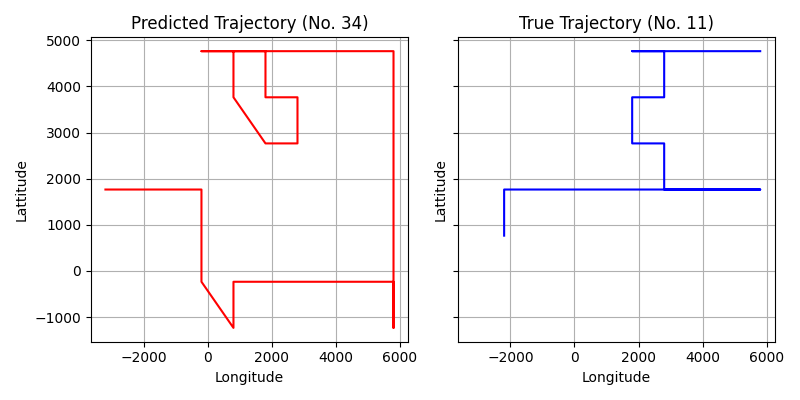 Predicted Trajectory (No. 34)
5000
4000
3000
2000
1000
0
−1000
Lattitude
−2000 0 2000 4000 6000
Longitude
True Trajectory (No. 11)
Lattitude
−2000 0 2000 4000 6000
Longitude